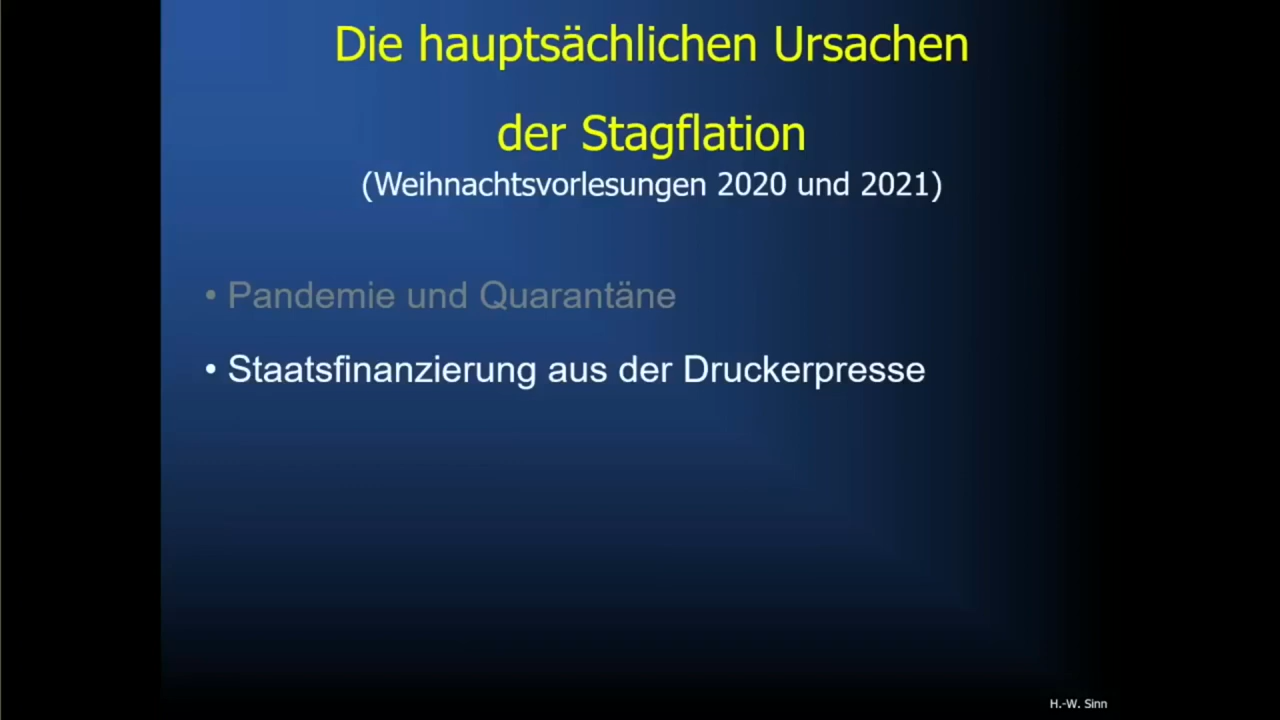 Die hauptsächlichen Ursachen
der Stagflation
(Weihnachtsvorlesungen 2020 und 2021)
• Pandemie und Quarantäne
• Staatsfinanzierung aus der Druckerpresse
H.-W. Sinn